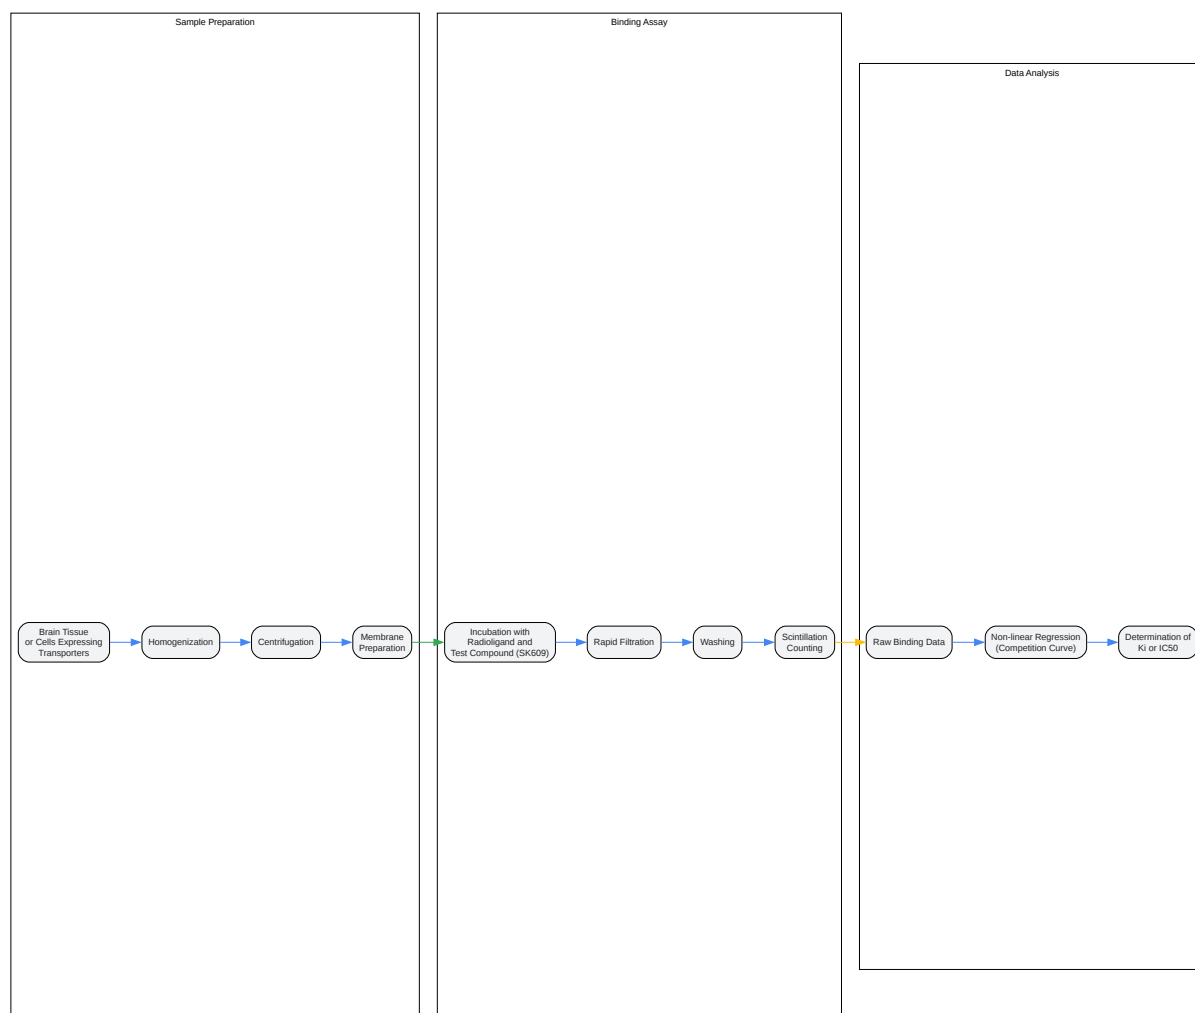 Sample Preparation
Binding Assay
Data Analysis
Brain Tissue
or Cells Expressing
Transporters
Homogenization
Centrifugation
Membrane
Preparation
Incubation with
Radioligand and
Test Compound (SK609)
Rapid Filtration
Washing
Scintillation
Counting
Raw Binding Data
Non-linear Regression
(Competition Curve)
Determination of
Ki or IC50